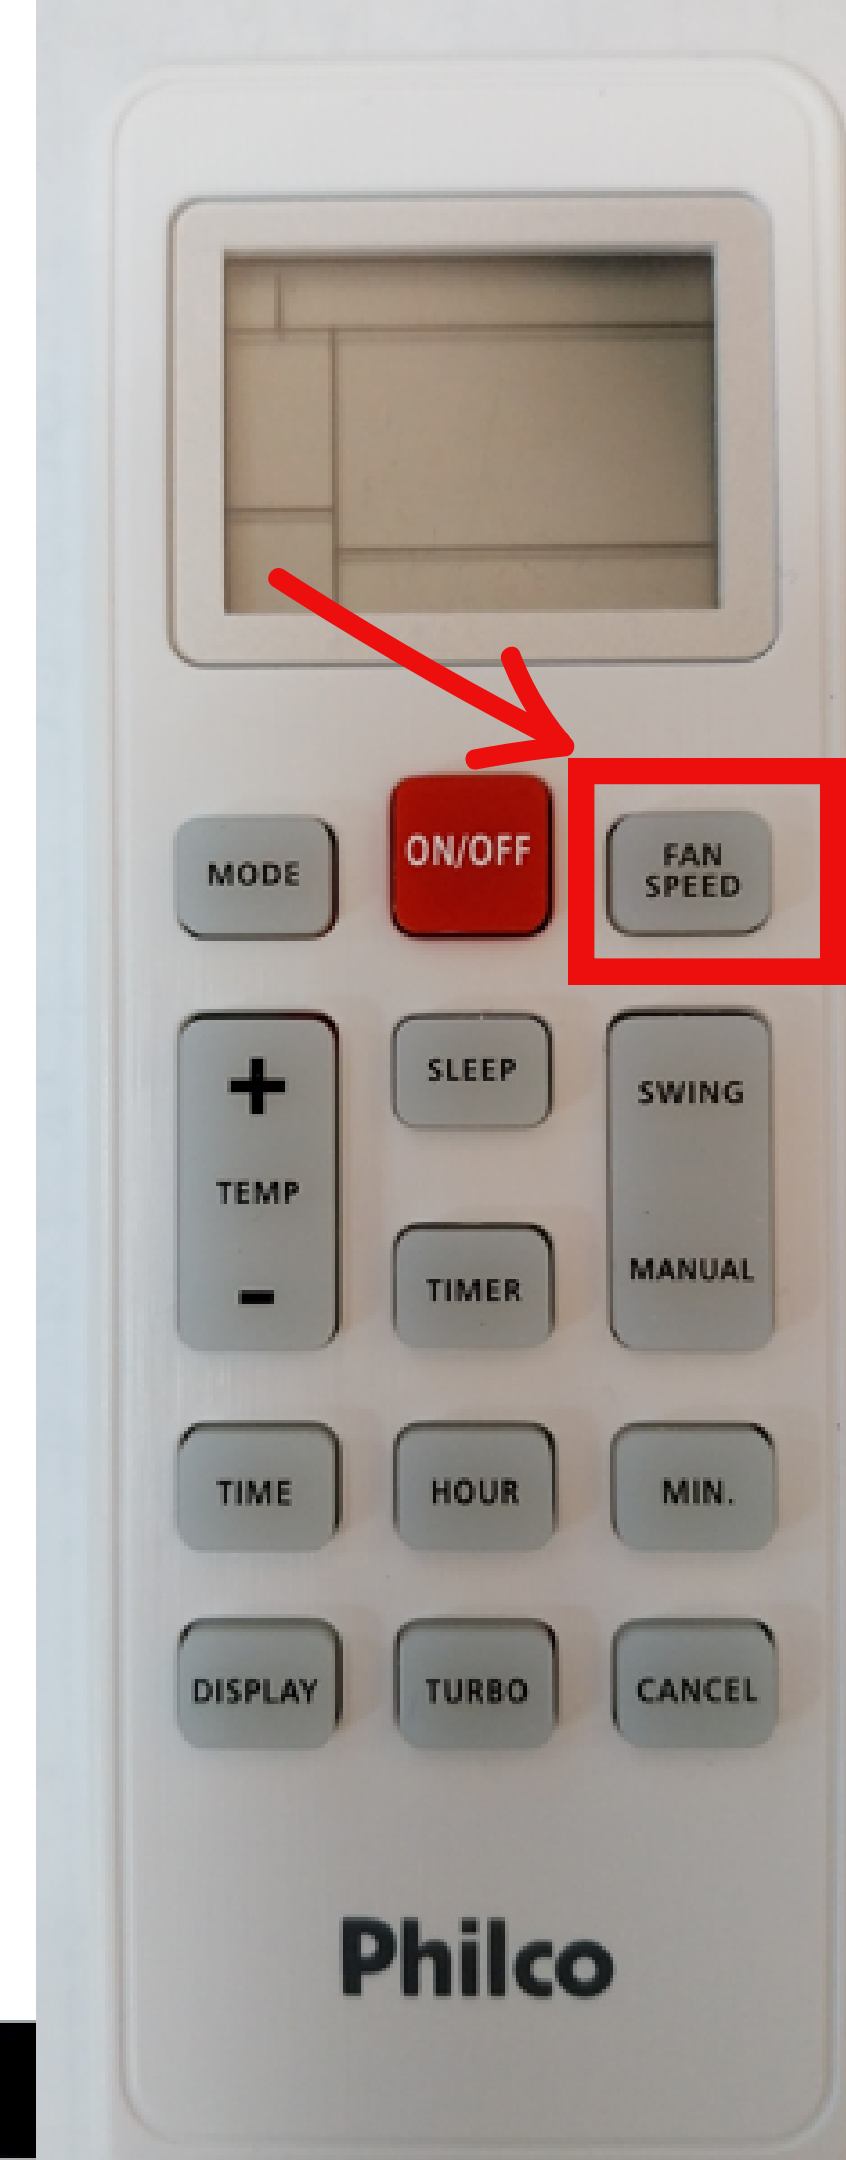 MODE
ON/OFF
FAN
SPEED
+
TEMP
-
SLEEP
SWING
TIMER
MANUAL
TIME
HOUR
MIN.
DISPLAY
TURBO
CANCEL
Philco